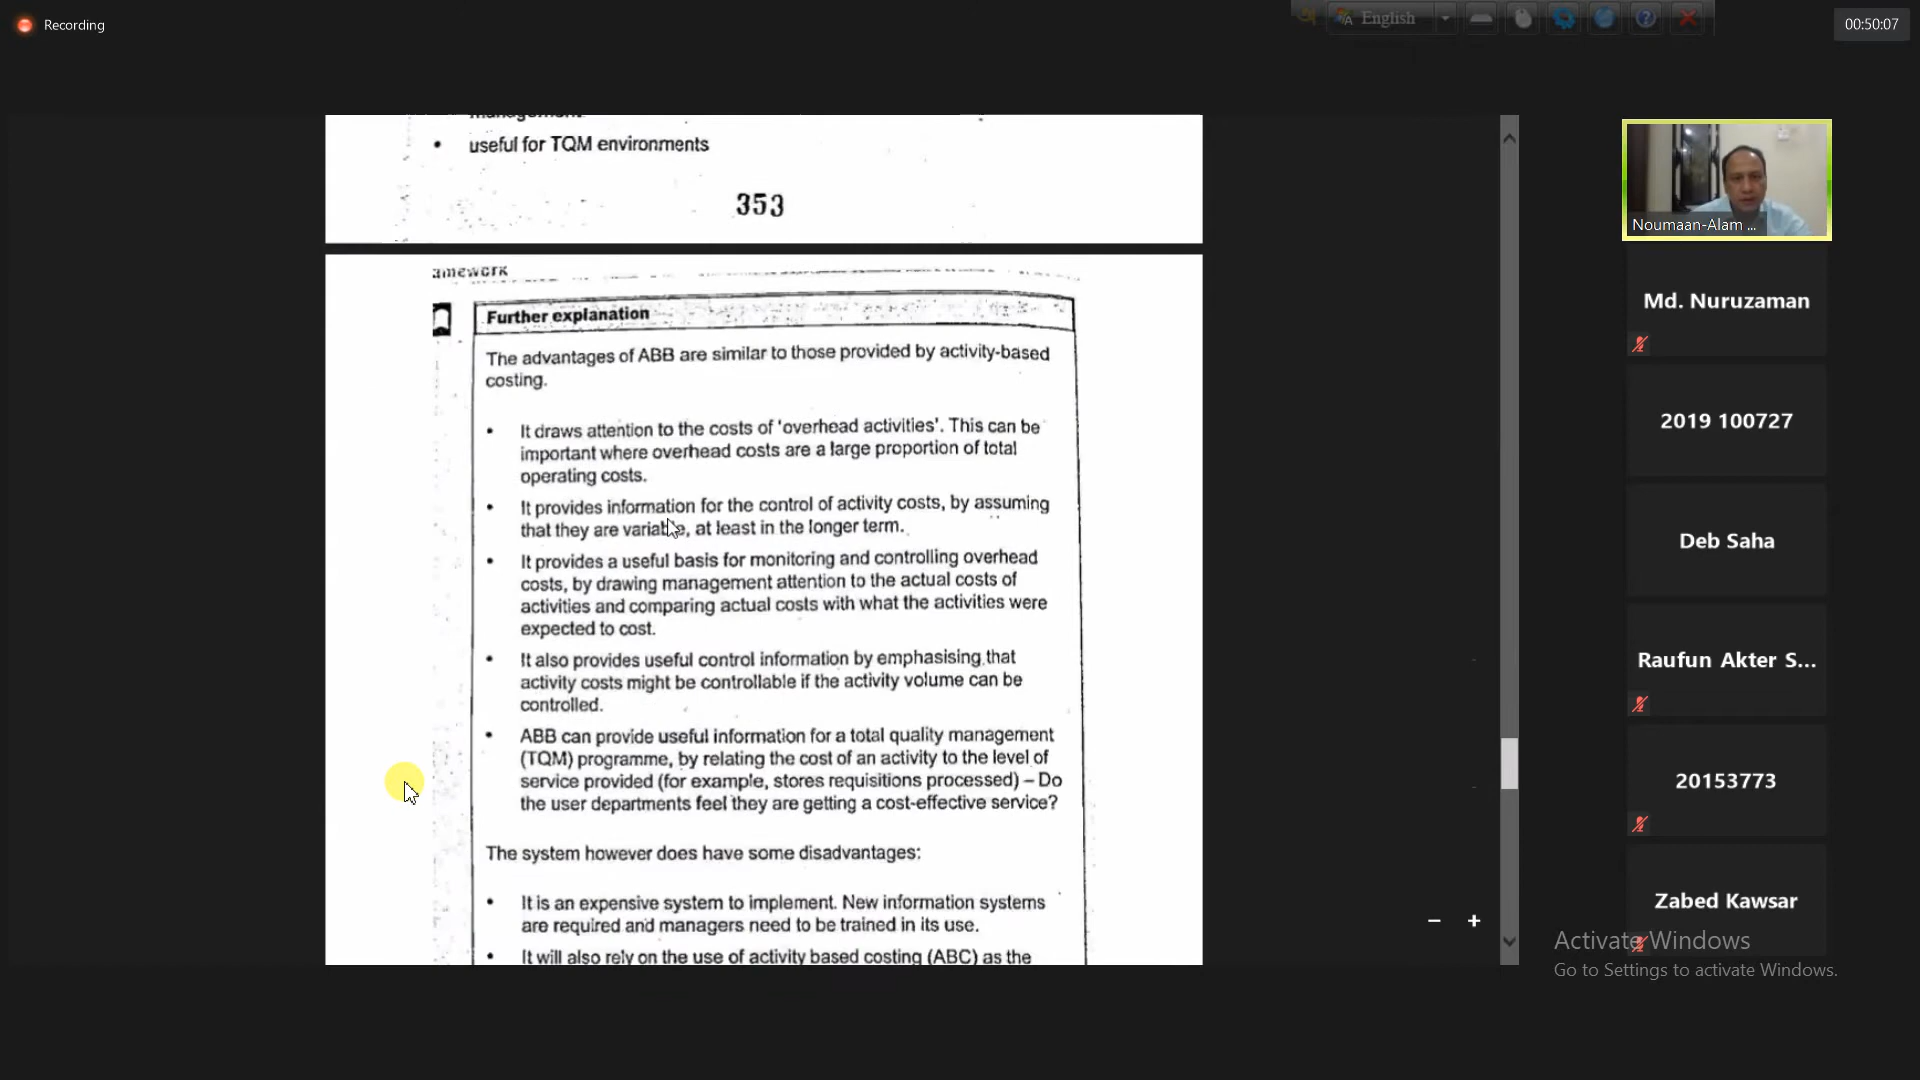 Recording
English
00:50:07
management
• useful for TQM environments
353
amework
Further explanation
The advantages of ABB are similar to those provided by activity-based
costing.
• It draws attention to the costs of 'overhead activities'. This can be
important where overhead costs are a large proportion of total
operating costs.
• It provides information for the control of activity costs, by assuming
that they are variable, at least in the longer term.
• It provides a useful basis for monitoring and controlling overhead
costs, by drawing management attention to the actual costs of
activities and comparing actual costs with what the activities were
expected to cost.
• It also provides useful control information by emphasising that
activity costs might be controllable if the activity volume can be
controlled.
• ABB can provide useful information for a total quality management
(TQM) programme, by relating the cost of an activity to the level of
service provided (for example, stores requisitions processed) – Do
the user departments feel they are getting a cost-effective service?
The system however does have some disadvantages:
• It is an expensive system to implement. New information systems
are required and managers need to be trained in its use.
• It will also rely on the use of activity based costing (ABC) as the
Noumaan-Alam ...
Md. Nuruzaman
2019 100727
Deb Saha
Raufun Akter S...
20153773
Zabed Kawsar
Activate Windows
Go to Settings to activate Windows.